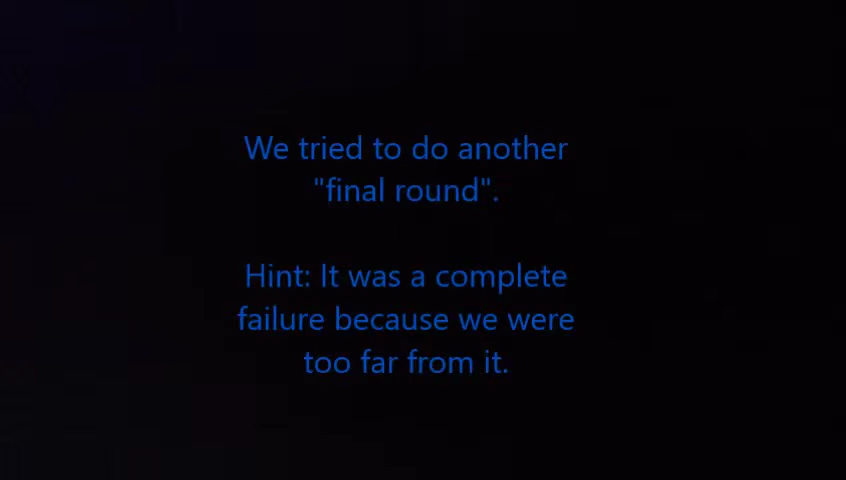 We tried to do another
"final round".
Hint: It was a complete
failure because we were
too far from it.